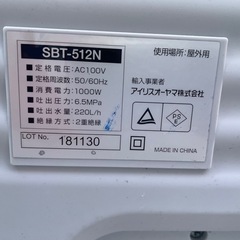 SBT-512N
使用場所:屋外用
■ 定格電圧:AC100V
■ 定格周波数:50/60Hz
■ 消費電力:1000W
■ 吐出圧力:6.5MPa
■ 吐出水量:220L/h
■ 絶縁方式:2重絶縁
輸入事業者
アイリスオーヤマ株式会社
PS
E
LOT No. 181130
MADE IN CHINA